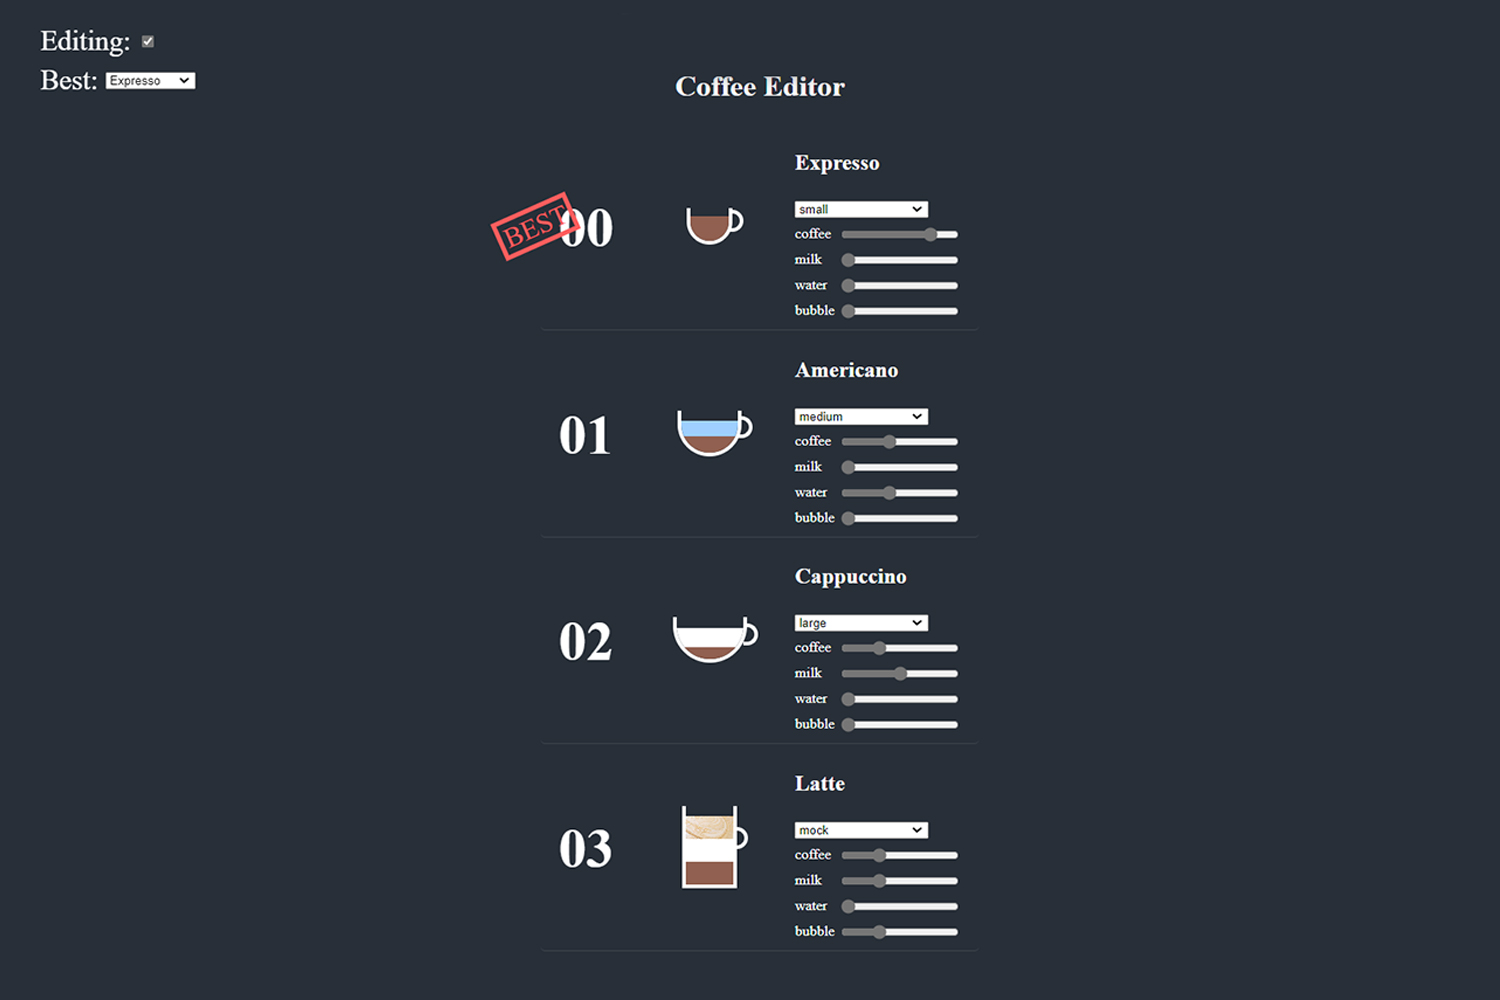 Editing:
Best: Expresso
Coffee Editor
Expresso
BEST
00
small
coffee
milk
water
bubble
Americano
01
medium
coffee
milk
water
bubble
Cappuccino
02
large
coffee
milk
water
bubble
Latte
03
mock
coffee
milk
water
bubble